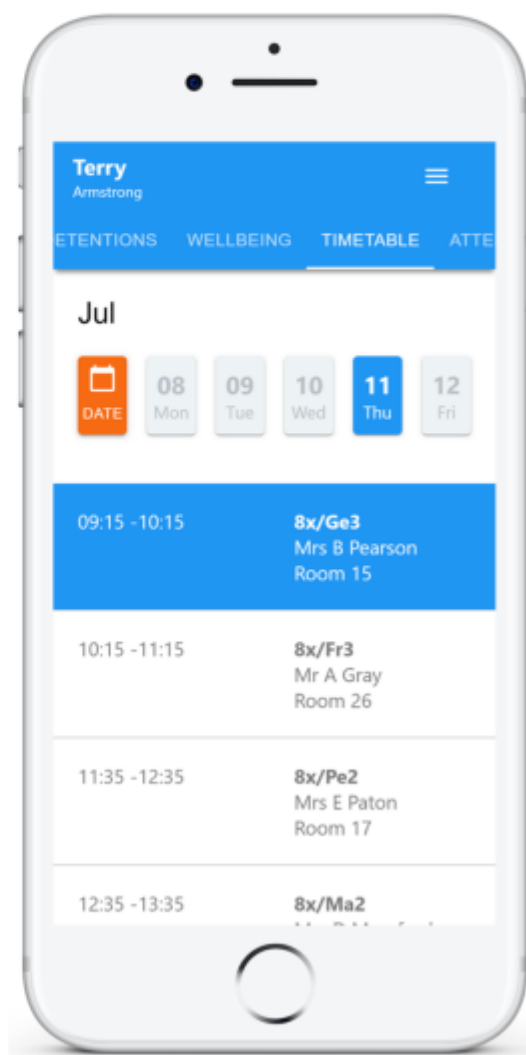 Terry
Armstrong
ETENTIONS WELLBEING TIMETABLE ATTE
Jul
08 09 10 11 12
DATE Mon Tue Wed Thu Fri
09:15 -10:15 8x/Ge3
Mrs B Pearson
Room 15
10:15 -11:15 8x/Fr3
Mr A Gray
Room 26
11:35 -12:35 8x/Pe2
Mrs E Paton
Room 17
12:35 -13:35 8x/Ma2